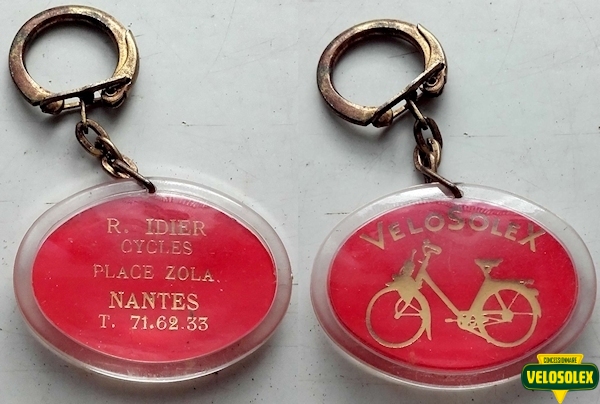 R. IDIER
CYCLES
PLACE ZOLA
NANTES
T. 71.62.33
VELOSOLEX
CONCESSIONNAIRE
VELOSOLEX